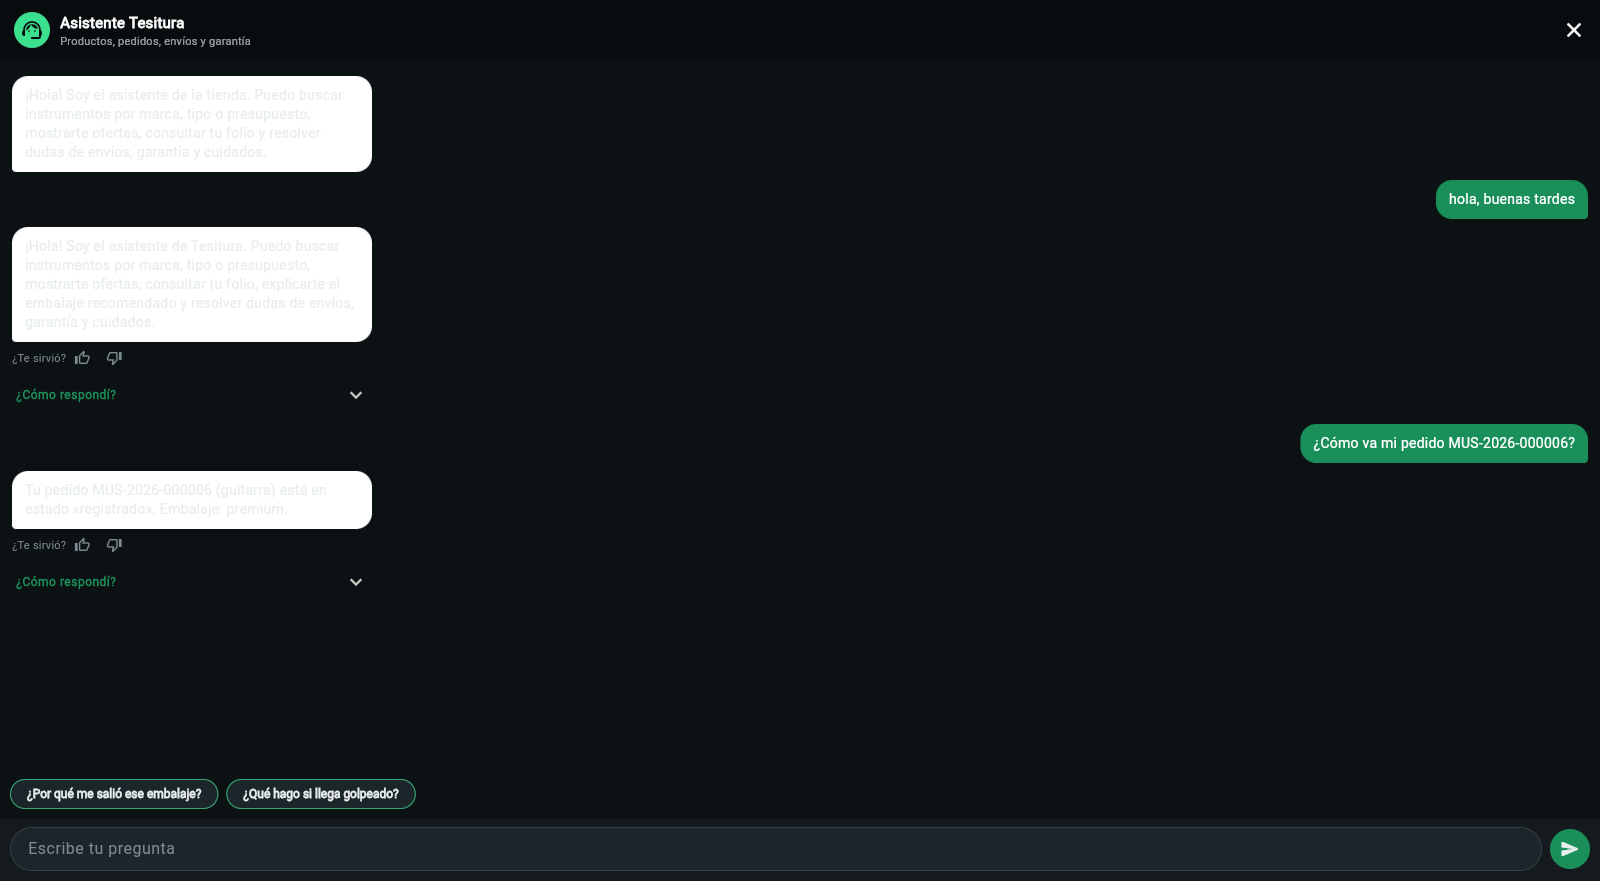 Asistente Tesitura
Productos, pedidos, envíos y garantía
¡Hola! Soy el asistente de la tienda. Puedo buscar
instrumentos por marca, tipo o presupuesto,
mostrarte ofertas, consultar tu folio y resolver
dudas de envíos, garantía y cuidados.
hola, buenas tardes
¡Hola! Soy el asistente de Tesitura. Puedo buscar
instrumentos por marca, tipo o presupuesto,
mostrarte ofertas, consultar tu folio, explicarte el
embalaje recomendado y resolver dudas de envíos,
garantía y cuidados.
¿Te sirvió?
¿Cómo respondí?
¿Cómo va mi pedido MUS-2026-000006?
Tu pedido MUS-2026-000006 (guitarra) está en
estado «registrado». Embalaje: premium.
¿Te sirvió?
¿Cómo respondí?
¿Por qué me salió ese embalaje?
¿Qué hago si llega golpeado?
Escribe tu pregunta